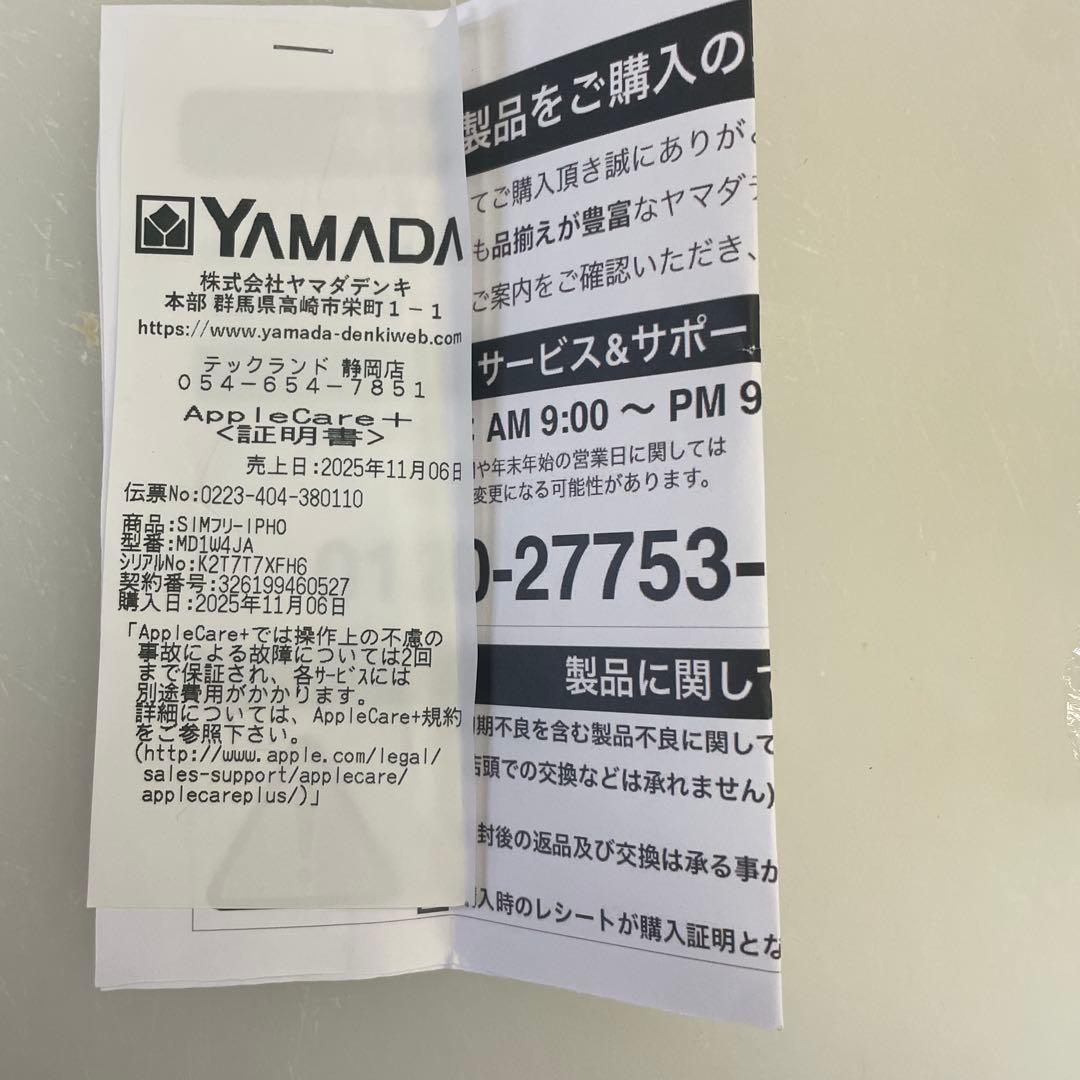 YAMADA
株式会社ヤマダデンキ
本部 群馬県高崎市栄町1-1
https://www.yamada-denkiweb.com
テックランド 静岡店
054-654-7851
AppleCare+
<証明書>
売上日:2025年11月06日
伝票No:0223-404-380110
商品:SIMフリーIPHO
型番:MD1W4JA
シリアルNo:K2T7T7XFH6
契約番号:326199460527
購入日:2025年11月06日
「AppleCare+では操作上の不慮の
事故による故障については2回
まで保証され、各サービスには
別途費用がかかります。
詳細については、AppleCare+規約
をご参照下さい。
(http://www.apple.com/legal/
sales-support/applecare/
applecareplus/)」
製品をご購入の
てご購入頂き誠にありがと
も品揃えが豊富なヤマダデ
ご案内をご確認いただき、
サービス&サポー
: AM 9:00 ～ PM 9
や年末年始の営業日に関しては
変更になる可能性があります。
0-27753-
製品に関して
期不良を含む製品不良に関して
店頭での交換などは承れません)
封後の返品及び交換は承る事が
入時のレシートが購入証明とな